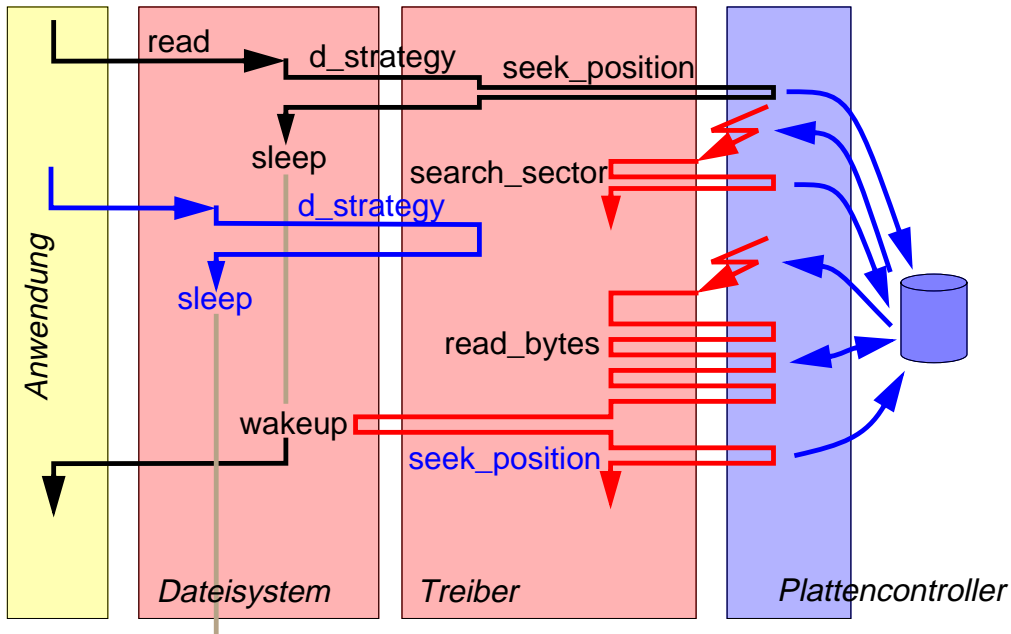 read
d_strategy
seek_position
sleep
search_sector
d_strategy
sleep
Anwendung
read_bytes
wakeup
seek_position
Dateisystem
Treiber
Plattencontroller